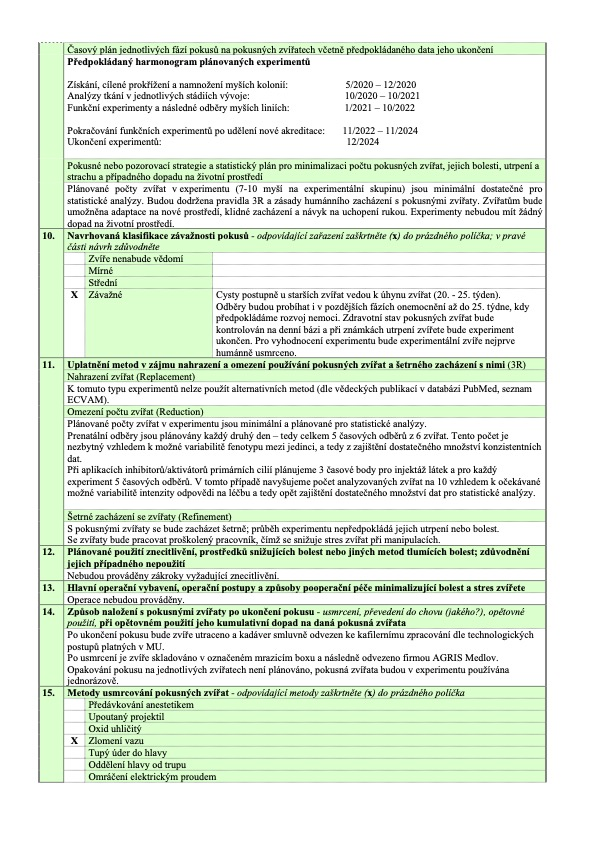 Časový plán jednotlivých fází pokusů na pokusných zvířatech včetně předpokládaného data jeho ukončení
Předpokládaný harmonogram plánovaných experimentů
Získání, cílené prokřížení a namnožení myších kolonií: 5/2020 – 12/2020
Analýzy tkání v jednotlivých stádiích vývoje: 10/2020 – 10/2021
Funkční experimenty a následné odběry myších liniích: 1/2021 – 10/2022
Pokračování funkčních experimentů po udělení nové akreditace: 11/2022 – 11/2024
Ukončení experimentů: 12/2024
Pokusné nebo pozorovací strategie a statistický plán pro minimalizaci počtu pokusných zvířat, jejich bolesti, utrpení a
strachu a případného dopadu na životní prostředí
Plánované počty zvířat v experimentu (7-10 myší na experimentální skupinu) jsou minimální dostatečné pro
statistické analýzy. Budou dodržena pravidla 3R a zásady humánního zacházení s pokusnými zvířaty. Zvířatům bude
umožněna adaptace na nové prostředí, klidné zacházení a návyk na uchopení rukou. Experimenty nebudou mít žádný
dopad na životní prostředí.
10. Navrhovaná klasifikace závažnosti pokusů - odpovídající zařazení zaškrtněte (x) do prázdného políčka; v pravé
části návrh zdůvodněte
Zvíře nenabude vědomí
Mírné
Střední
X Závažné Cysty postupně u starších zvířat vedou k úhynu zvířat (20. - 25. týden).
Odběry budou probíhat i v pozdějších fázích onemocnění až do 25. týdne, kdy
předpokládáme rozvoj nemoci. Zdravotní stav pokusných zvířat bude
kontrolován na denní bázi a při známkách utrpení zvířete bude experiment
ukončen. Pro vyhodnocení experimentu bude experimentální zvíře nejprve
humánně usmrceno.
11. Uplatnění metod v zájmu nahrazení a omezení používání pokusných zvířat a šetrného zacházení s nimi (3R)
Nahrazení zvířat (Replacement)
K tomuto typu experimentů nelze použít alternativních metod (dle vědeckých publikací v databázi PubMed, seznam
ECVAM).
Omezení počtu zvířat (Reduction)
Plánované počty zvířat v experimentu jsou minimální a plánované pro statistické analýzy.
Prenatální odběry jsou plánovány každý druhý den – tedy celkem 5 časových odběrů z 6 zvířat. Tento počet je
nezbytný vzhledem k možné variabilitě fenotypu mezi jedinci, a tedy z zajištění dostatečného množství konzistentních
dat.
Při aplikacích inhibitorů/aktivátorů primárních cilií plánujeme 3 časové body pro injektáž látek a pro každý
experiment 5 časových odběrů. V tomto případě navyšujeme počet analyzovaných zvířat na 10 vzhledem k očekávané
možné variabilitě intenzity odpovědi na léčbu a tedy opět zajištění dostatečného množství dat pro statistické analýzy.
Šetrné zacházení se zvířaty (Refinement)
S pokusnými zvířaty se bude zacházet šetrně; průběh experimentu nepředpokládá jejich utrpení nebo bolest.
Se zvířaty bude pracovat proškolený pracovník, čímž se snižuje stres zvířat při manipulacích.
12. Plánované použití znecitlivění, prostředků snižujících bolest nebo jiných metod tlumících bolest; zdůvodnění
jejich případného nepoužití
Nebudou prováděny zákroky vyžadující znecitlivění.
13. Hlavní operační vybavení, operační postupy a způsoby pooperační péče minimalizující bolest a stres zvířete
Operace nebudou prováděny.
14. Způsob naložení s pokusnými zvířaty po ukončení pokusu - usmrcení, převedení do chovu (jakého?), opětovné
použití, při opětovném použití jeho kumulativní dopad na daná pokusná zvířata
Po ukončení pokusu bude zvíře utraceno a kadáver smluvně odvezen ke kafilernímu zpracování dle technologických
postupů platných v MU.
Po usmrcení je zvíře skladováno v označeném mrazicím boxu a následně odvezeno firmou AGRIS Medlov.
Opakování pokusu na jednotlivých zvířatech není plánováno, pokusná zvířata budou v experimentu používána
jednorázově.
15. Metody usmrcování pokusných zvířat - odpovídající metody zaškrtněte (x) do prázdného políčka
Předávkování anestetikem
Upoutaný projektil
Oxid uhličitý
X Zlomení vazu
Tupý úder do hlavy
Oddělení hlavy od trupu
Omráčení elektrickým proudem